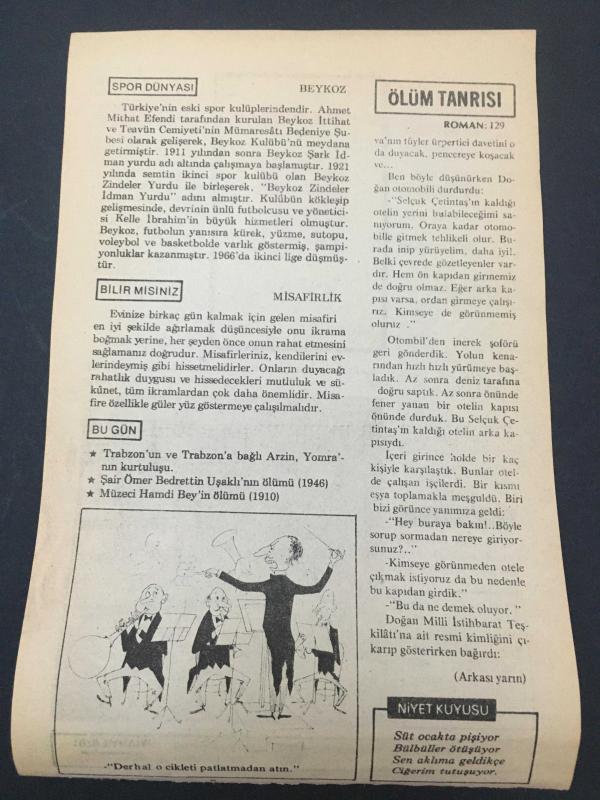 SPOR DÜNYASI
BEYKOZ
Türkiye'nin eski spor kulüplerindendir. Ahmet
Mithat Efendi tarafından kurulan Beykoz İttihat
ve Teavün Cemiyeti'nin Mümaresâtı Bedeniye Şu-
besi olarak gelişerek, Beykoz Kulübü'nü meydana
getirmiştir. 1911 yılından sonra Beykoz Şark İd-
man yurdu adı altında çalışmaya başlamıştır. 1921
yılında semtin ikinci spor kulübü olan Beykoz
Zindeler Yurdu ile birleşerek, "Beykoz Zindeler
İdman Yurdu" adını almıştır. Kulübün kökleşip
gelişmesinde, devrinin ünlü futbolcusu ve yönetici-
si Kelle İbrahim'in büyük hizmetleri olmuştur.
Beykoz, futbolun yanısıra kürek, yüzme, sutopu,
voleybol ve basketbolde varlık göstermiş, şampi-
yonluklar kazanmıştır. 1966'da ikinci lige düşmüş-
tür.
BİLİR MİSİNİZ
MİSAFİRLİK
Evinize birkaç gün kalmak için gelen misafiri
en iyi şekilde ağırlamak düşüncesiyle onu ikrama
boğmak yerine, her şeyden önce onun rahat etmesini
sağlamanız doğrudur. Misafirleriniz, kendilerini ev-
lerindeymiş gibi hissetmelidirler. Onların duyacağı
rahatlık duygusu ve hissedecekleri mutluluk ve sü-
kûnet, tüm ikramlardan çok daha önemlidir. Misa-
fire özellikle güler yüz göstermeye çalışılmalıdır.
BU GÜN
★ Trabzon'un ve Trabzon'a bağlı Arzin, Yomra'-
nın kurtuluşu.
★ Şair Ömer Bedrettin Uşaklı'nın ölümü (1946)
★ Müzeci Hamdi Bey'in ölümü (1910)
-"Derhal o cikleti patlatmadan atın."
ÖLÜM TANRISI
ROMAN: 129
va'nın tüyler ürpertici davetini o
da duyacak, pencereye koşacak
ve...
Ben böyle düşünürken Do-
ğan otomobili durdurdu:
-"Selçuk Çetintaş'ın kaldığı
otelin yerini bulabileceğimi sa-
nıyorum. Oraya kadar otomo-
bille gitmek tehlikeli olur. Bu-
rada inip yürüyelim, daha iyi!.
Belki çevrede gözetleyenler var-
dır. Hem ön kapıdan girmemiz
de doğru olmaz. Eğer arka ka-
pısı varsa, ordan girmeye çalışı-
rız. Kimseye de görünmemiş
oluruz ."
Otombil'den inerek şoförü
geri gönderdik. Yolun kena-
rından hızlı hızlı yürümeye baş-
ladık. Az sonra deniz tarafına
doğru saptık. Az sonra önünde
fener yanan bir otelin kapısı
önünde durduk. Bu Selçuk Çe-
tintaş'ın kaldığı otelin arka ka-
pısıydı.
İçeri girince holde bir kaç
kişiyle karşılaştık. Bunlar otel-
de çalışan işçilerdi. Bir kısmı
eşya toplamakla meşguldü. Biri
bizi görünce yanımıza geldi:
-"Hey buraya bakın!..Böyle
sorup sormadan nereye giriyor-
sunuz?.."
-Kimseye görünmeden otele
çıkmak istiyoruz da bu nedenle
bu kapıdan girdik."
-"Bu da ne demek oluyor. "
Doğan Milli İstihbarat Teş-
kilâtı'na ait resmi kimliğini çı-
karıp gösterirken bağırdı:
(Arkası yarın)
NİYET KUYUSU
Süt ocakta pişiyor
Bülbüller ötüşüyor
Sen aklıma geldikçe
Ciğerim tutuşuyor.